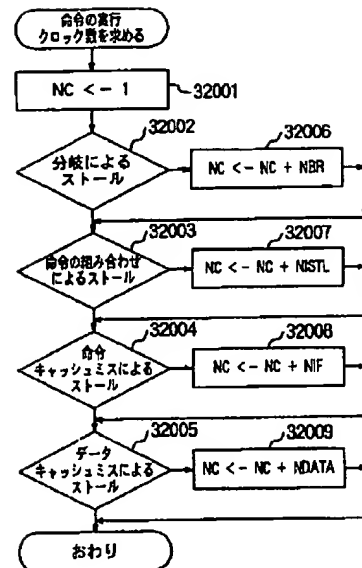 命令の実行
クロック数を求める
NC <- 1
32001
32002
分岐による
ストール
32006
NC <- NC + NBR
32003
命令の組み合わせ
によるストール
32007
NC <- NC + NISTL
32004
命令
キャッシュミスによる
ストール
32008
NC <- NC + NIF
32005
データ
キャッシュミスによる
ストール
32009
NC <- NC + NDATA
おわり